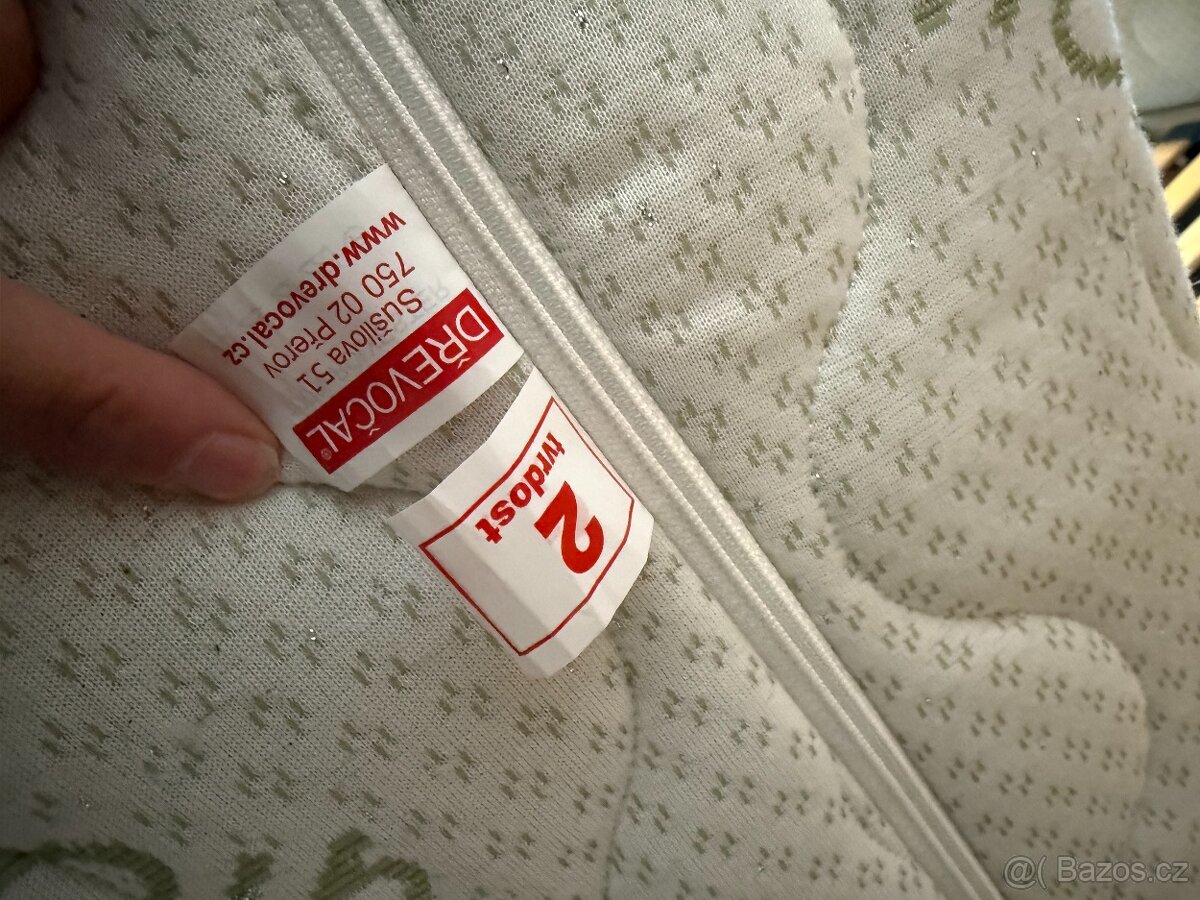 DŘEVOČAL®
Sušilova 51
750 02 Přerov
www.drevocal.cz
2
tvrdost
@( Bazos.cz